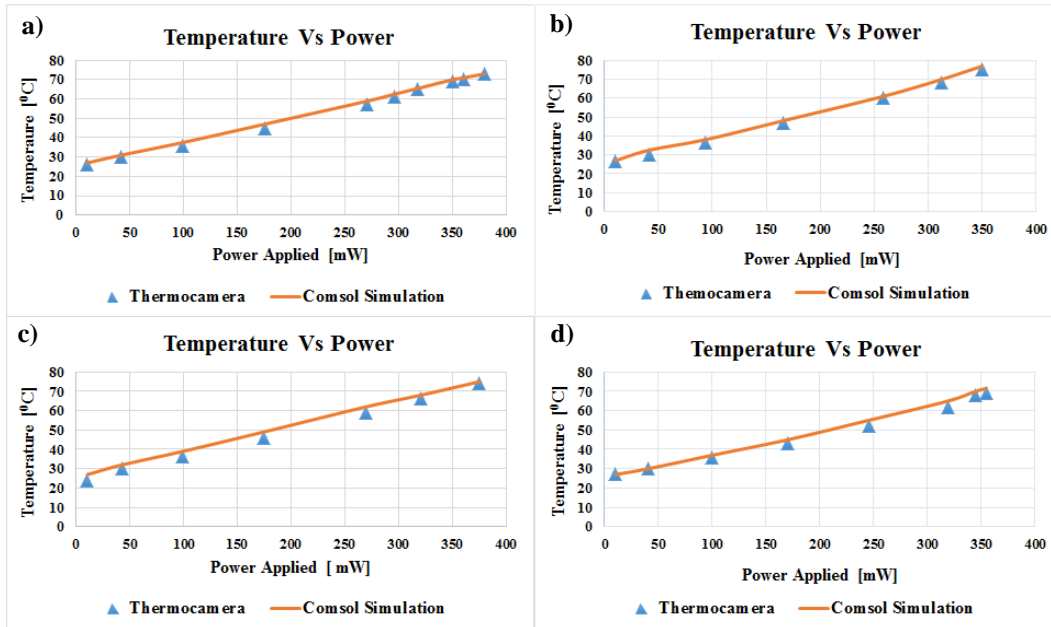 a)
Temperature Vs Power
Temperaure [⁰C]
80
70
60
50
40
30
20
10
0
0 50 100 150 200 250 300 350 400
Power Applied [mW]
Thermocamera Comsol Simulation
b)
Temperature Vs Power
Temperature [⁰C]
80
70
60
50
40
30
20
10
0
0 50 100 150 200 250 300 350 400
Power Applied [mW]
Themocamera Comsol Simulation
c)
Temperature Vs Power
Temperature [⁰C]
80
70
60
50
40
30
20
10
0
0 50 100 150 200 250 300 350 400
Power Applied [ mW]
Thermocamera Comsol Simulation
d)
Temperature Vs Power
Temperature [⁰C]
80
70
60
50
40
30
20
10
0
0 50 100 150 200 250 300 350 400
Power Applied [mW]
Thermocamera Comsol Simulation